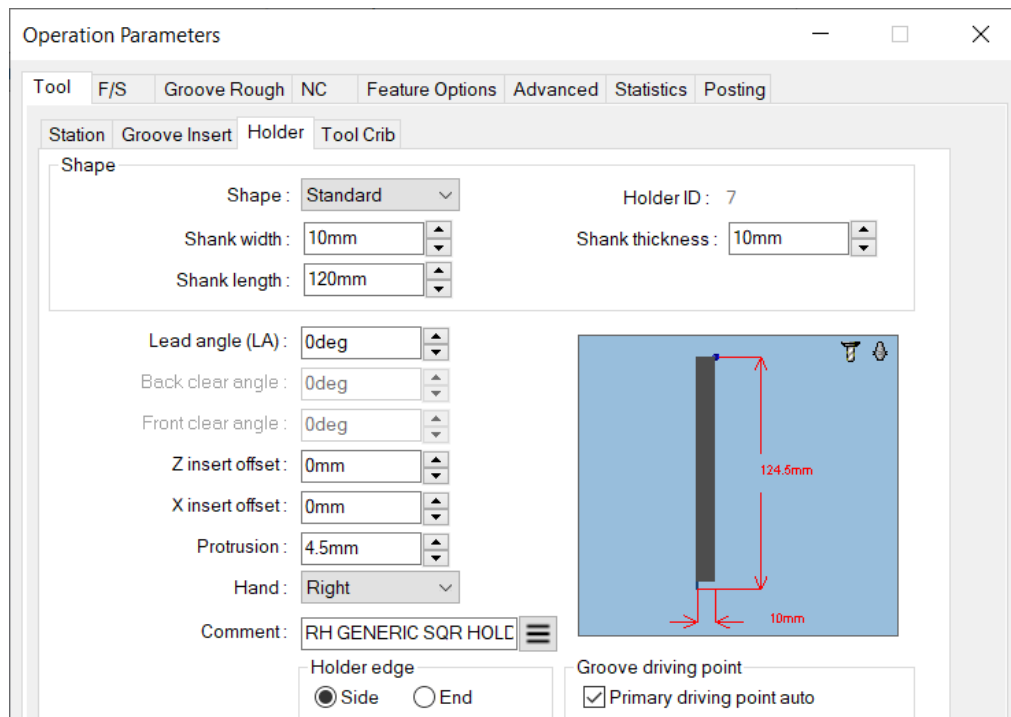 Operation Parameters
Tool F/S Groove Rough NC Feature Options Advanced Statistics Posting
Station Groove Insert Holder Tool Crib
Shape
Shape : Standard Holder ID : 7
Shank width : 10mm Shank thickness : 10mm
Shank length : 120mm
Lead angle (LA) : 0deg
Back clear angle : 0deg
Front clear angle : 0deg
Z insert offset : 0mm
124.5mm
X insert offset : 0mm
Protrusion : 4.5mm
Hand : Right
10mm
Comment : RH GENERIC SQR HOLD
Holder edge Groove driving point
Side End Primary driving point auto